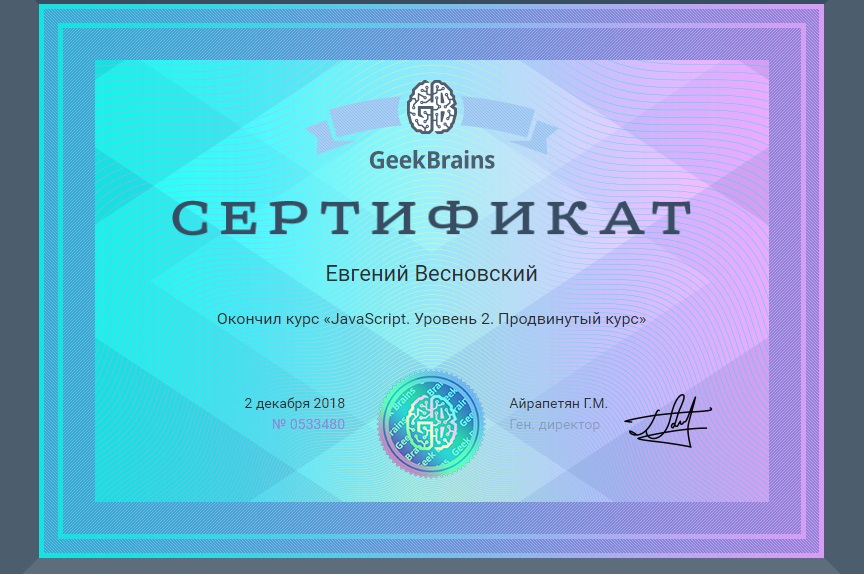 GeekBrains
СЕРТИФИКАТ
Евгений Весновский
Окончил курс «JavaScript. Уровень 2. Продвинутый курс»
2 декабря 2018
№ 0533480
Айрапетян Г.М.
Ген. директор